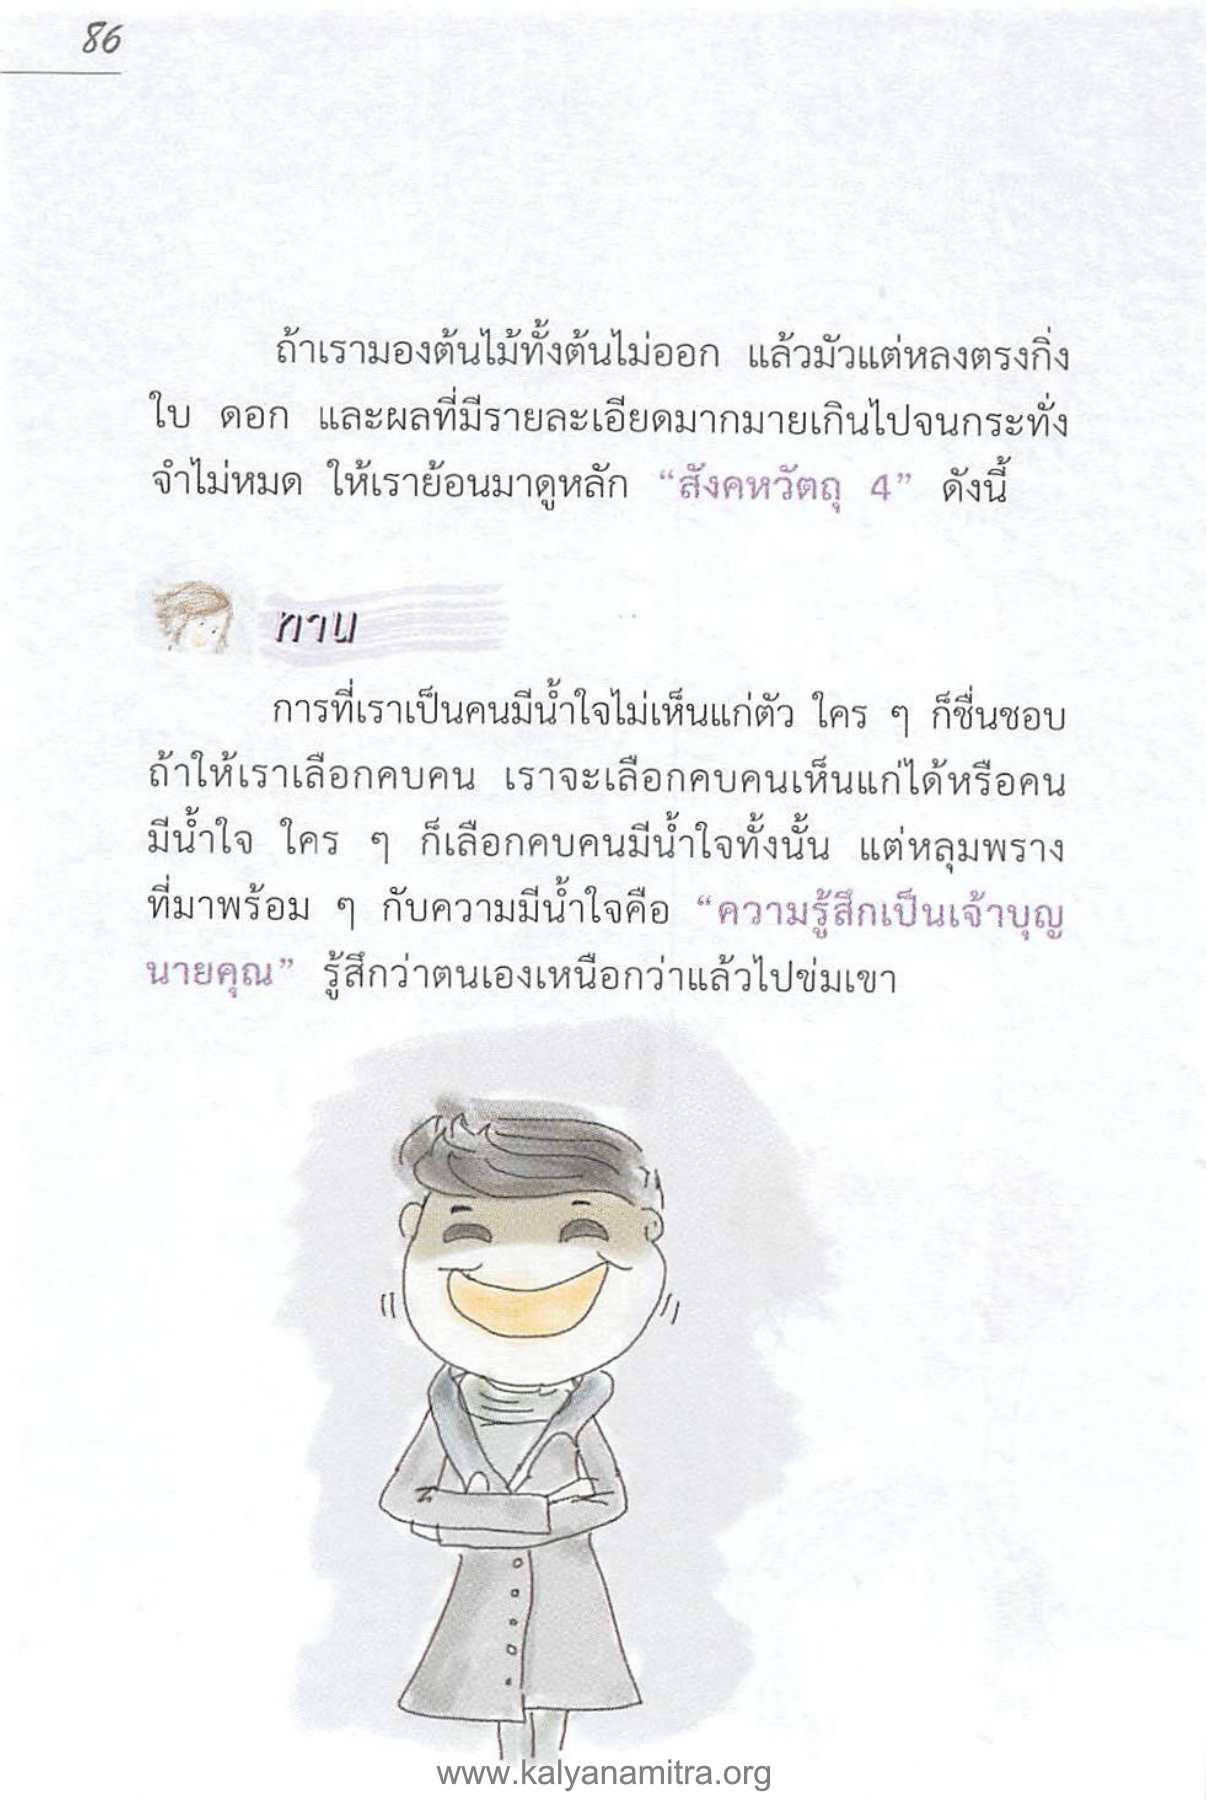 86
ถ้าเรามองต้นไม้ทั้งต้นไม่ออก แล้วมัวแต่หลงตรงกิ่ง
ใบ ดอก และผลที่มีรายละเอียดมากมายเกินไปจนกระทั่ง
จำไม่หมด ให้เราย้อนมาดูหลัก “สังคหวัตถุ 4” ดังนี้
ทาน
การที่เราเป็นคนมีน้ำใจไม่เห็นแก่ตัว ใคร ๆ ก็ชื่นชอบ
ถ้าให้เราเลือกคบคน เราจะเลือกคบคนเห็นแก่ได้หรือคน
มีน้ำใจ ใคร ๆ ก็เลือกคบคนมีน้ำใจทั้งนั้น แต่หลุมพราง
ที่มาพร้อม ๆ กับความมีน้ำใจคือ “ความรู้สึกเป็นเจ้าบุญ
นายคุณ” รู้สึกว่าตนเองเหนือกว่าแล้วไปข่มเขา
www.kalyanamitra.org